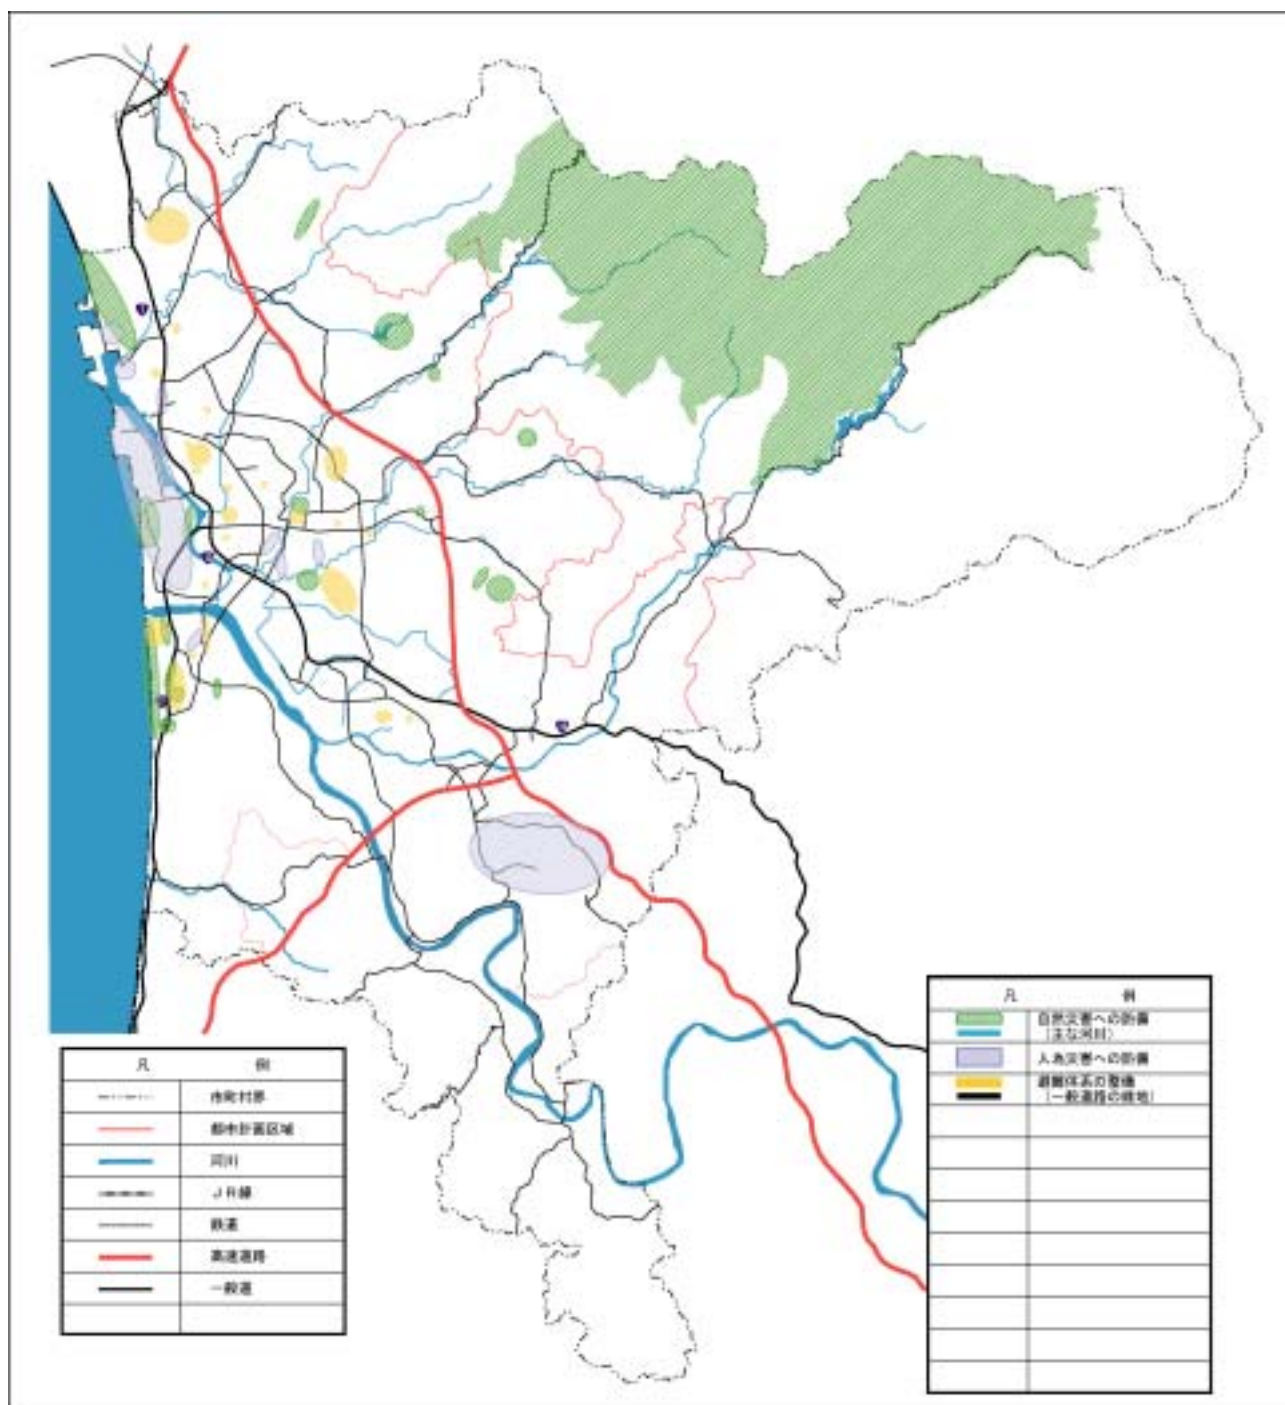 凡 例
市町村界
都市計画区域
河川
JR線
鉄道
高速道路
一般道
凡 例
自然災害への防備
(主な河川)
人為災害への防備
避難体系の整備
(一般道路の緑地)